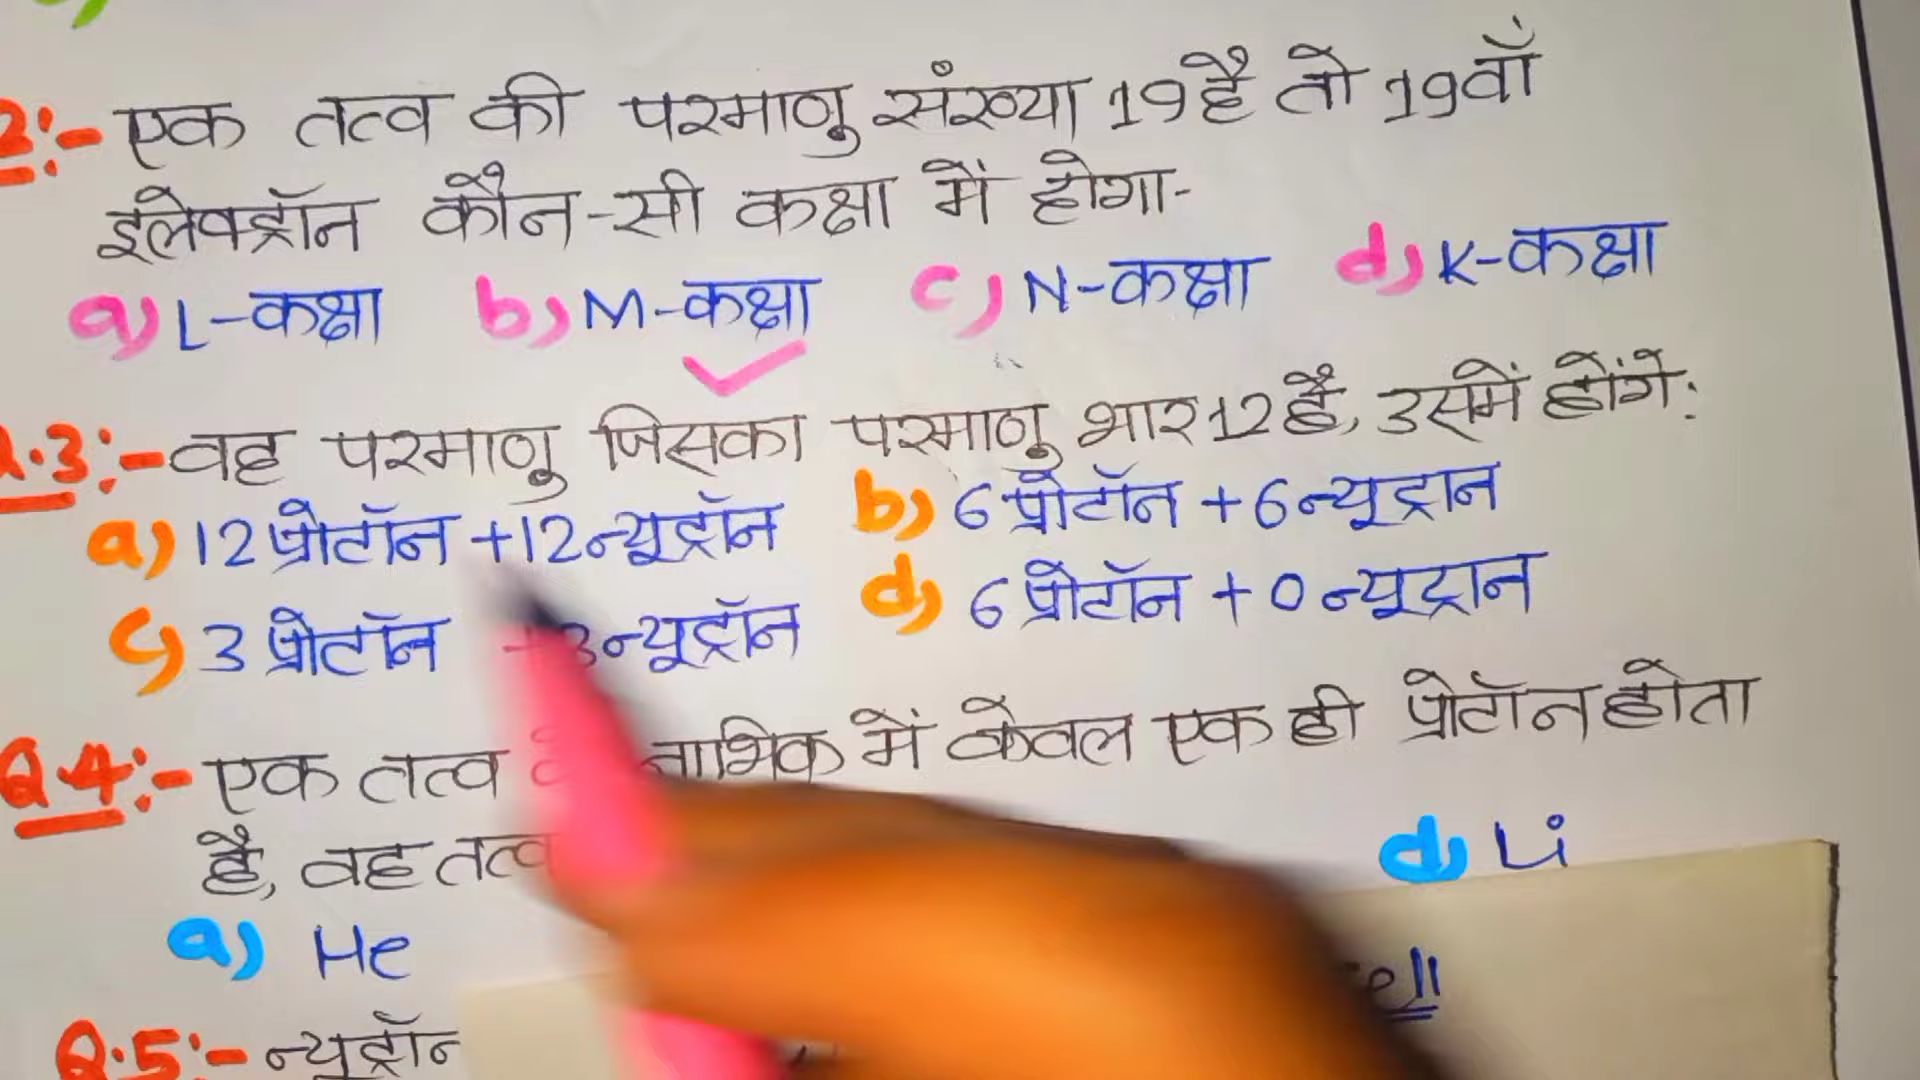 2:- एक तत्व की परमाणु संख्या 19 है तो 19वाँ
इलेक्ट्रॉन कौन-सी कक्षा में होगा-
a) L-कक्षा b) M-कक्षा c) N-कक्षा d) K-कक्षा
Q.3:- वह परमाणु जिसका परमाणु भार 12 है, उसमें होंगे:
a) 12 प्रोटॉन +12 न्यूट्रॉन b) 6 प्रोटॉन + 6 न्यूट्रान
c) 3 प्रोटॉन +3 न्यूट्रॉन d) 6 प्रोटॉन + 0 न्यूट्रान
Q.4:- एक तत्व के नाभिक में केवल एक ही प्रोटॉन होता
है, वह तत्व
a) He d) Li
Q.5:- न्यूट्रॉन